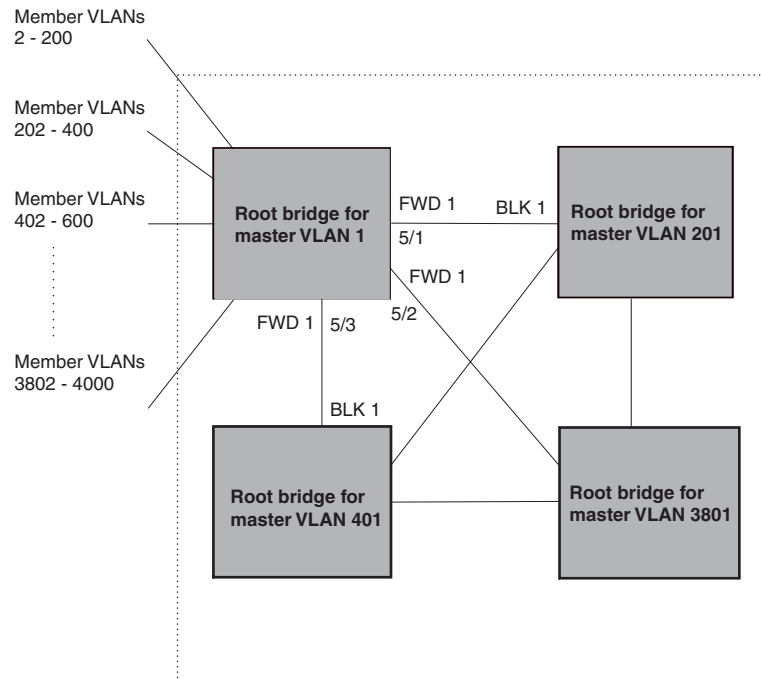 Member VLANs
2 - 200
Member VLANs
202 - 400
Member VLANs
402 - 600
Member VLANs
3802 - 4000
Root bridge for
master VLAN 1
FWD 1
BLK 1
5/1
Root bridge for
master VLAN 201
FWD 1
5/2
FWD 1
5/3
BLK 1
Root bridge for
master VLAN 401
Root bridge for
master VLAN 3801